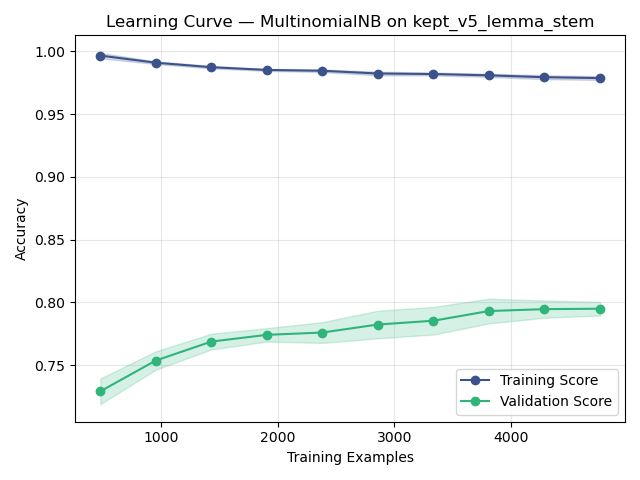 Learning Curve — MultinomialNB on kept_v5_lemma_stem
1.00
0.95
0.90
0.85
0.80
0.75
Accuracy
1000
2000
3000
4000
Training Examples
Training Score
Validation Score